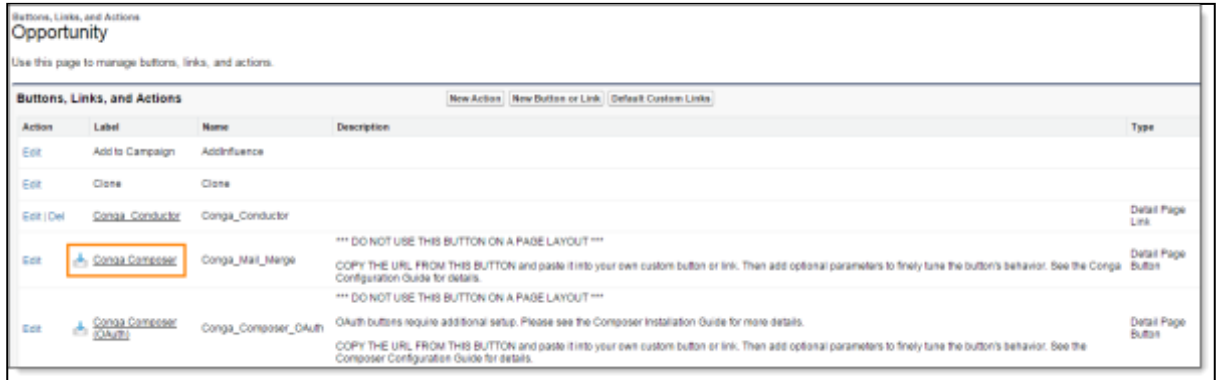 Buttons, Links, and Actions
Opportunity
Use this page to manage buttons, links, and actions.
Buttons, Links, and Actions New Action New Button or Link Default Custom Links
Action Label Name Description Type
Edit Add to Campaign AddInfluence
Edit Clone Clone
Edit | Del Conga_Conductor Conga_Conductor Detail Page
Link
*** DO NOT USE THIS BUTTON ON A PAGE LAYOUT ***
Edit Conga Composer Conga_Mail_Merge COPY THE URL FROM THIS BUTTON and paste it into your own custom button or link. Then add optional parameters to finely tune the button's behavior. See the Conga Detail Page
Configuration Guide for details. Button
*** DO NOT USE THIS BUTTON ON A PAGE LAYOUT ***
Edit Conga Composer Conga_Composer_OAuth OAuth buttons require additional setup. Please see the Composer Installation Guide for more details. Detail Page
(OAuth) Button
COPY THE URL FROM THIS BUTTON and paste it into your own custom button or link. Then add optional parameters to finely tune the button's behavior. See the
Composer Configuration Guide for details.